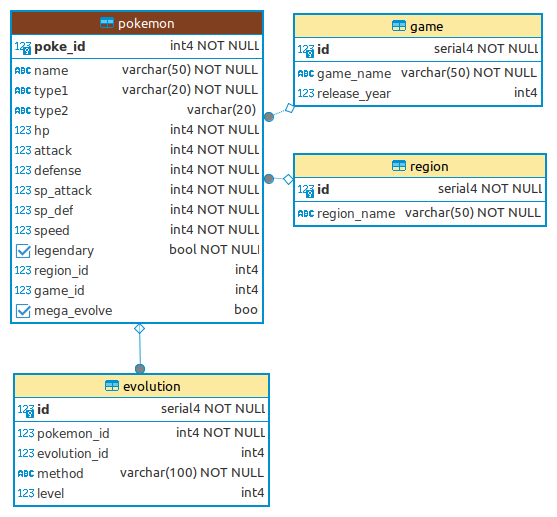 pokemon
poke_id int4 NOT NULL
ABC name varchar(50) NOT NULL
ABC type1 varchar(20) NOT NULL
ABC type2 varchar(20)
123 hp int4 NOT NULL
123 attack int4 NOT NULL
123 defense int4 NOT NULL
123 sp_attack int4 NOT NULL
123 sp_def int4 NOT NULL
123 speed int4 NOT NULL
legendary bool NOT NULL
123 region_id int4
123 game_id int4
mega_evolve boo
game
123 id serial4 NOT NULL
ABC game_name varchar(50) NOT NULL
123 release_year int4
region
123 id serial4 NOT NULL
ABC region_name varchar(50) NOT NULL
evolution
123 id serial4 NOT NULL
123 pokemon_id int4 NOT NULL
123 evolution_id int4
ABC method varchar(100) NOT NULL
123 level int4